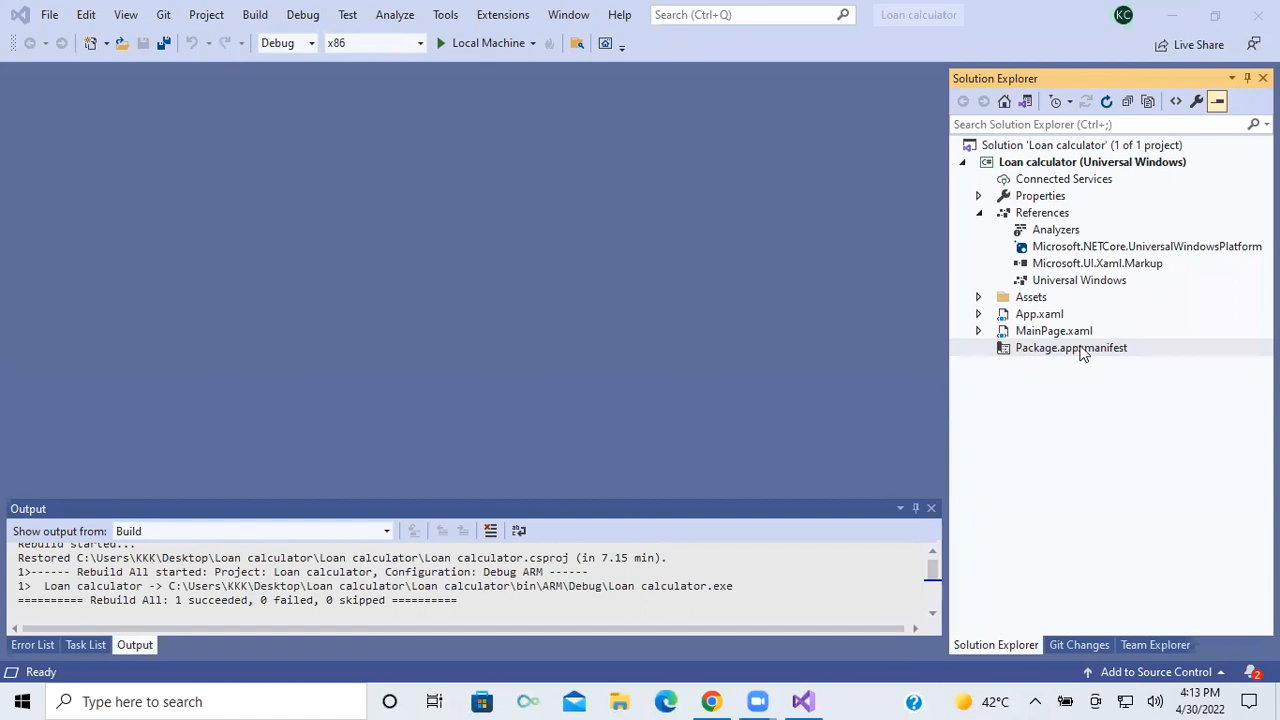 File Edit View Git Project Build Debug Test Analyze Tools Extensions Window Help Search (Ctrl+Q) Loan calculator KC
Debug x86 Local Machine Live Share
Solution Explorer
Search Solution Explorer (Ctrl+;)
Solution 'Loan calculator' (1 of 1 project)
Loan calculator (Universal Windows)
Connected Services
Properties
References
Analyzers
Microsoft.NETCore.UniversalWindowsPlatform
Microsoft.UI.Xaml.Markup
Universal Windows
Assets
App.xaml
MainPage.xaml
Package.appxmanifest
Output
Show output from: Build
Rebuild started...
Restored C:\Users\KKK\Desktop\Loan calculator\Loan calculator\Loan calculator.csproj (in 7.15 min).
1>------ Rebuild All started: Project: Loan calculator, Configuration: Debug ARM ------
1> Loan calculator -> C:\Users\KKK\Desktop\Loan calculator\Loan calculator\bin\ARM\Debug\Loan calculator.exe
========== Rebuild All: 1 succeeded, 0 failed, 0 skipped ==========
Error List Task List Output
Solution Explorer Git Changes Team Explorer
Ready Add to Source Control 2
Type here to search 42°C 4:13 PM
4/30/2022